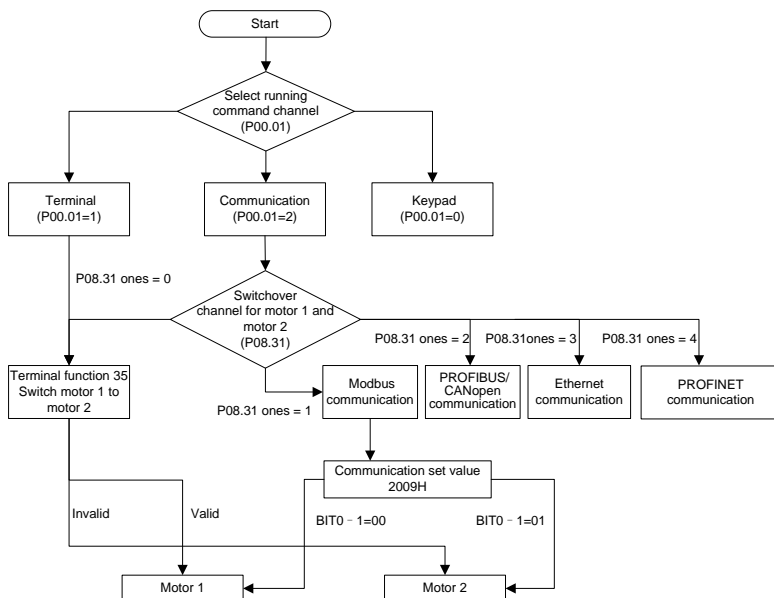 Start
Select running
command channel
(P00.01)
Terminal
(P00.01=1)
Communication
(P00.01=2)
Keypad
(P00.01=0)
P08.31 ones = 0
Switchover
channel for motor 1 and
motor 2
(P08.31)
P08.31 ones = 2
P08.31ones = 3
P08.31 ones = 4
Terminal function 35
Switch motor 1 to
motor 2
P08.31 ones = 1
Modbus
communication
PROFIBUS/
CANopen
communication
Ethernet
communication
PROFINET
communication
Communication set value
2009H
Invalid
Valid
BIT0﹣1=00
BIT0﹣1=01
Motor 1
Motor 2